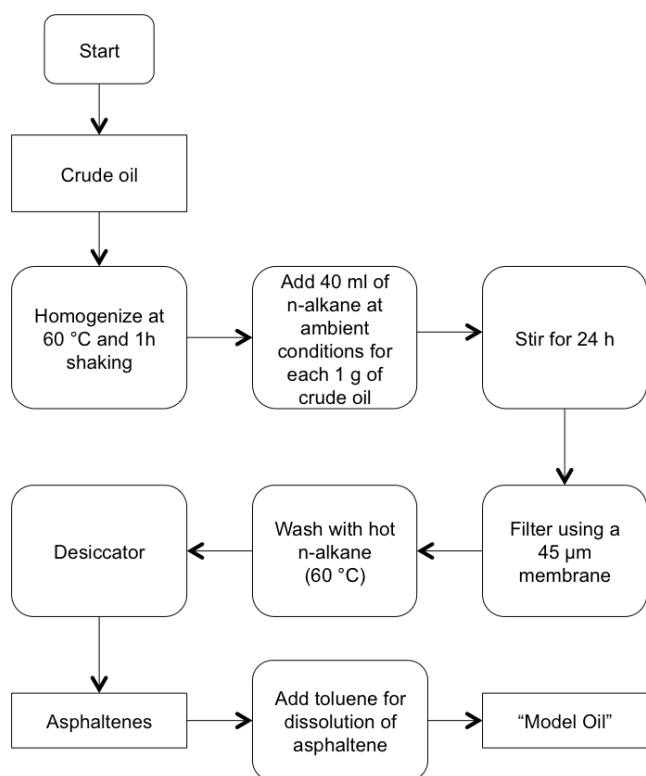 Start
Crude oil
Homogenize at
60 °C and 1h
shaking
Add 40 ml of
n-alkane at
ambient
conditions for
each 1 g of
crude oil
Stir for 24 h
Filter using a
45 μm
membrane
Wash with hot
n-alkane
(60 °C)
Desiccator
Asphaltenes
Add toluene for
dissolution of
asphaltene
“Model Oil”